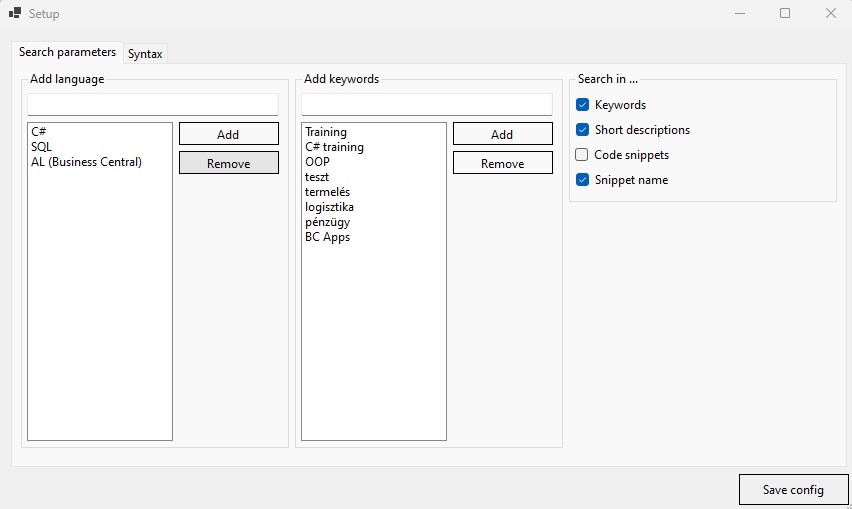 Setup
Search parameters
Syntax
Add language
Add
Remove
C#
SQL
AL (Business Central)
Add keywords
Add
Remove
Training
C# training
OOP
teszt
termelés
logisztika
pénzügy
BC Apps
Search in ...
Keywords
Short descriptions
Code snippets
Snippet name
Save config